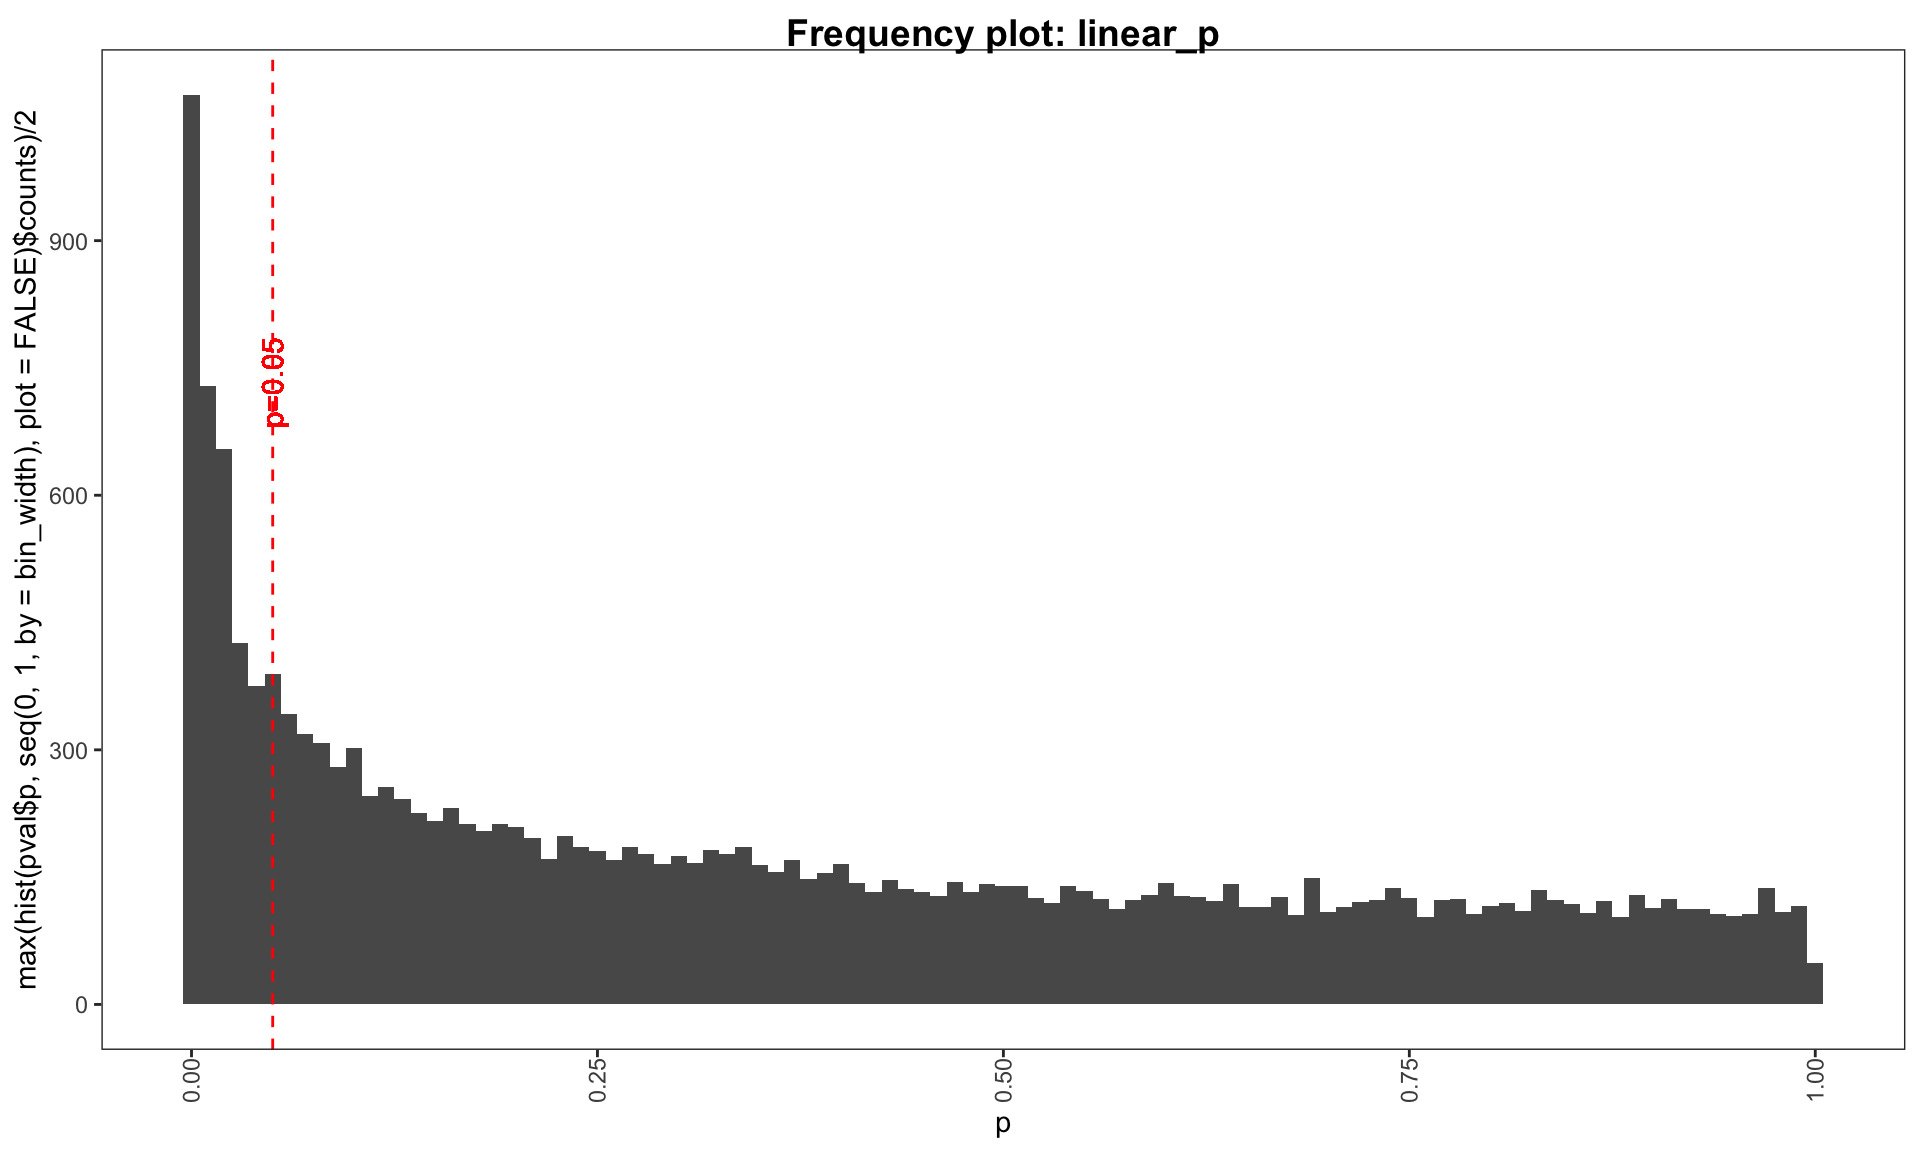 Frequency plot: linear_p
max(hist(pval$p, seq(0, 1, by = bin_width), plot = FALSE)$counts)/2
900
600
300
0
p=0.05
0.00
0.25
0.50
0.75
1.00
p